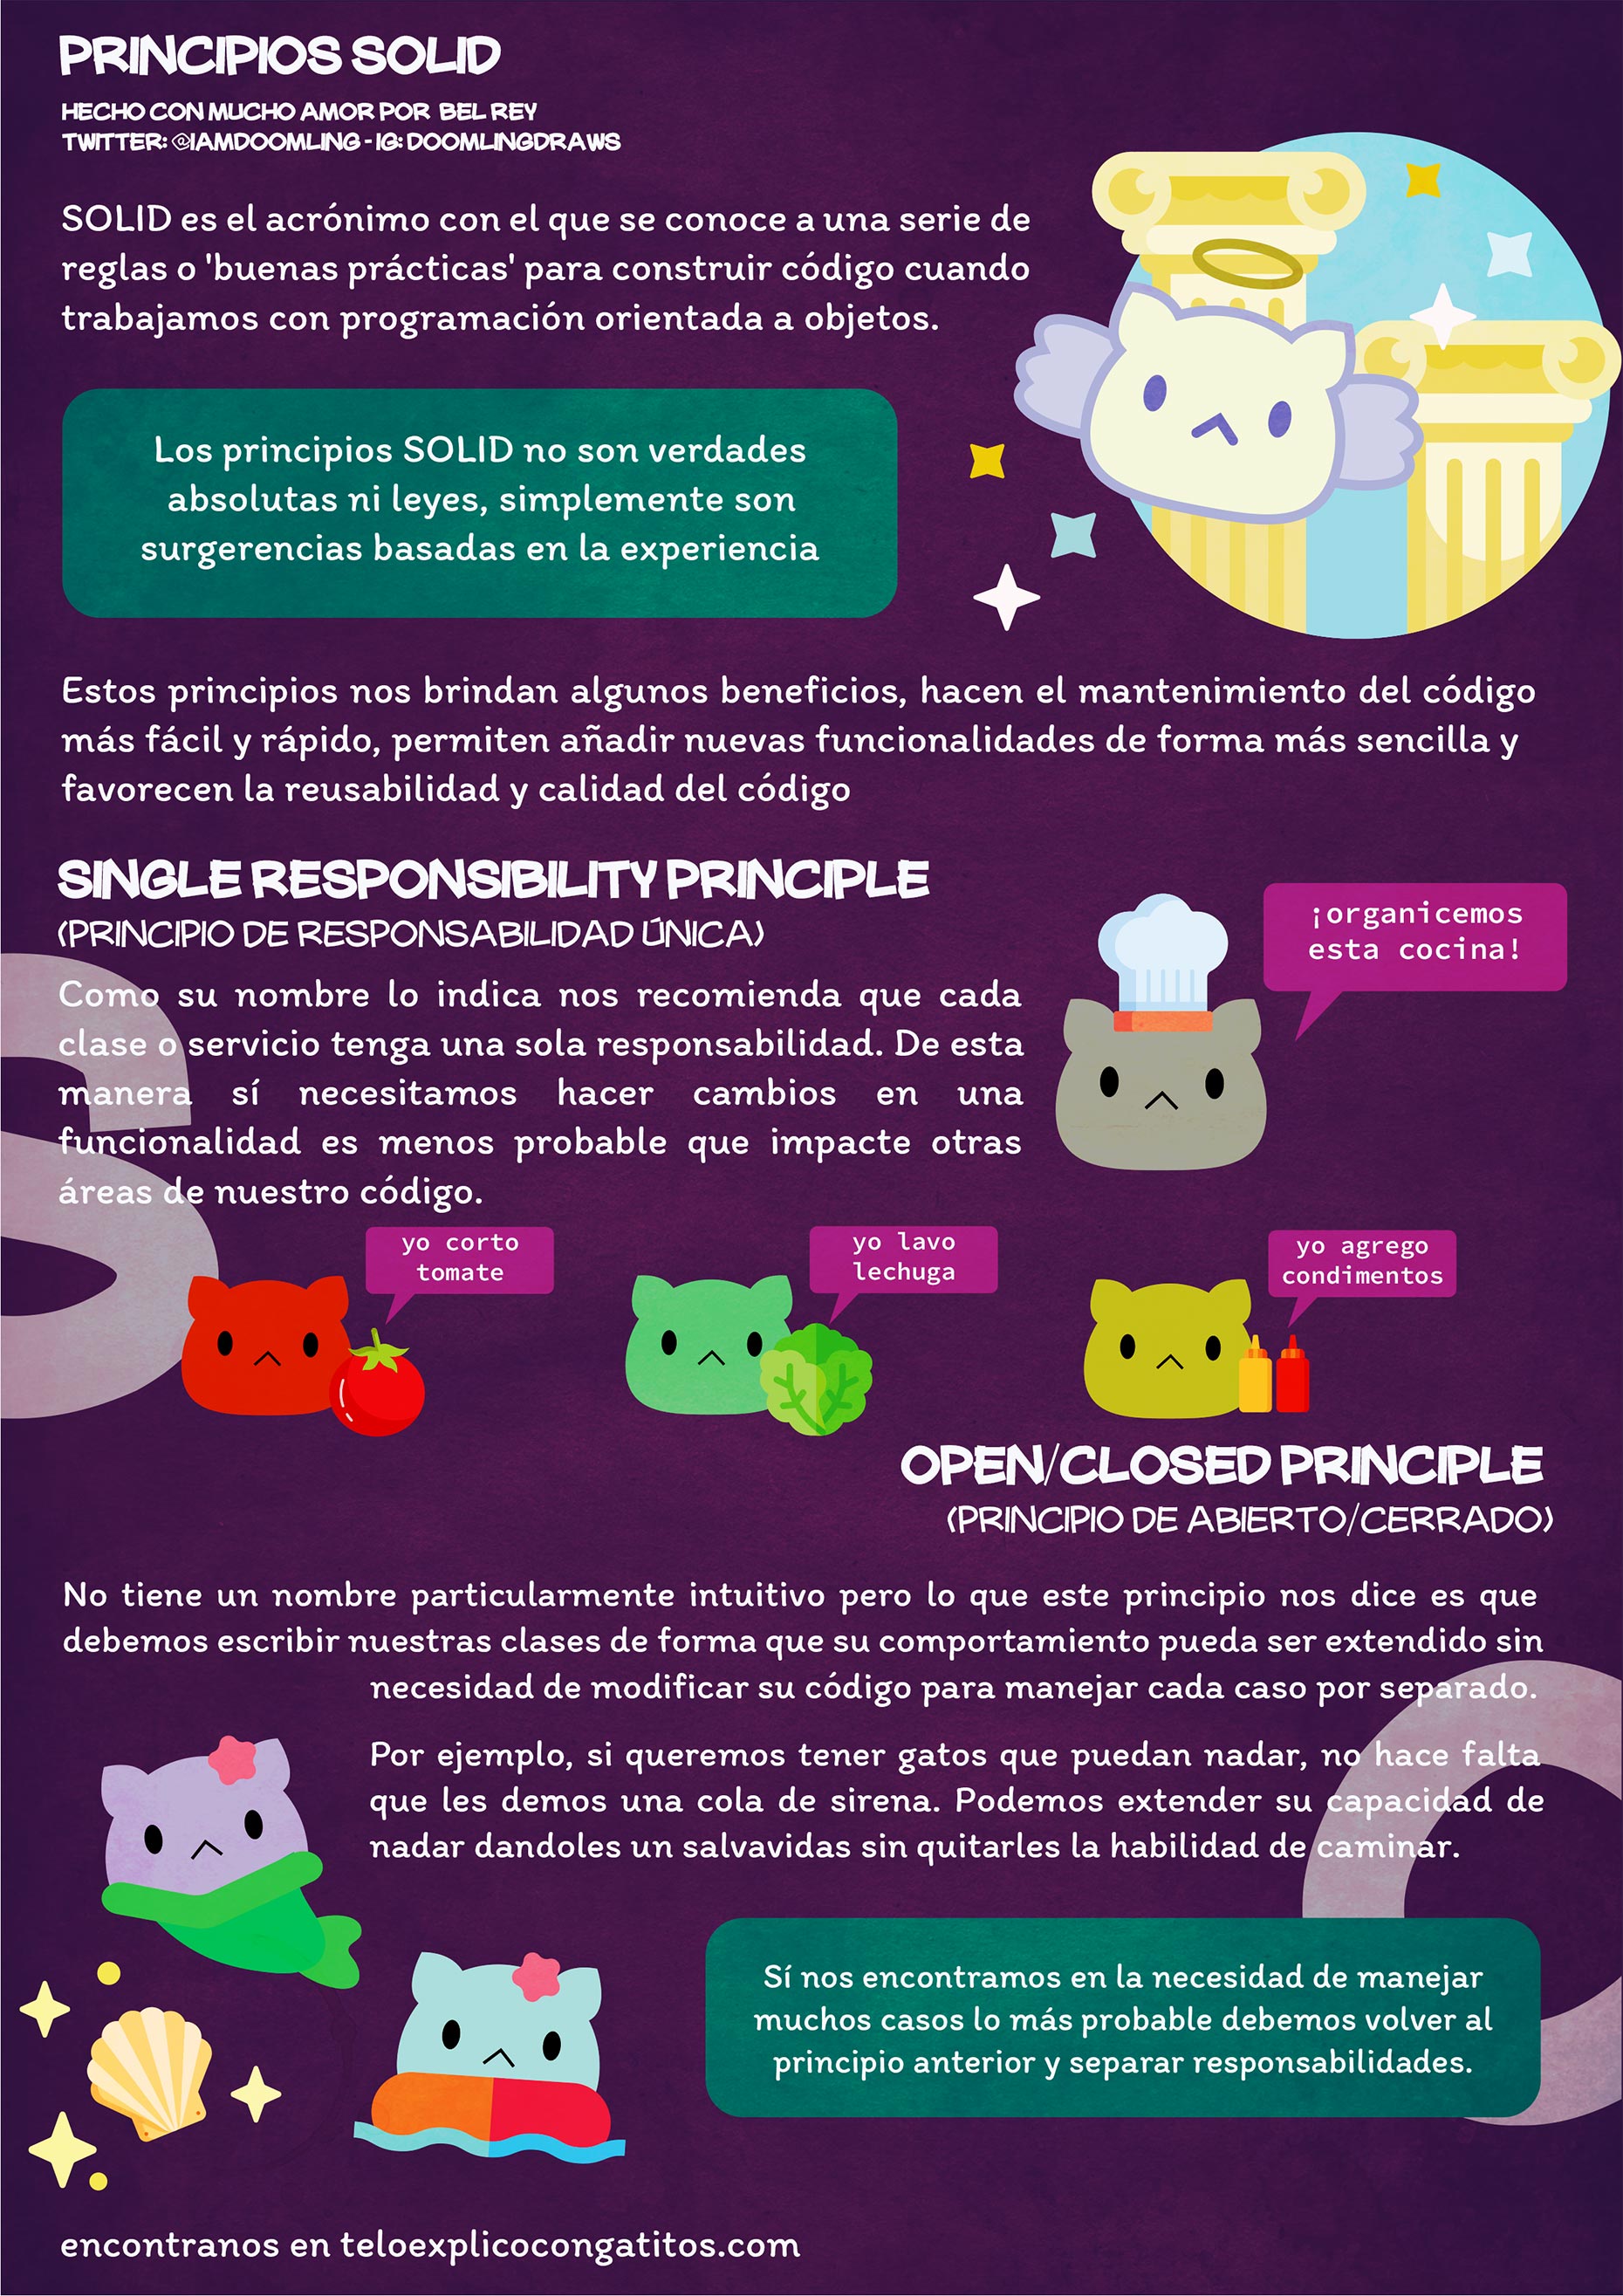 PRINCIPIOS SOLID
HECHO CON MUCHO AMOR POR BEL REY
TWITTER: @IAMDOOMLING - IG: DOOMLINGDRAWS
SOLID es el acrónimo con el que se conoce a una serie de
reglas o 'buenas prácticas' para construir código cuando
trabajamos con programación orientada a objetos.
Los principios SOLID no son verdades
absolutas ni leyes, simplemente son
surgerencias basadas en la experiencia
Estos principios nos brindan algunos beneficios, hacen el mantenimiento del código
más fácil y rápido, permiten añadir nuevas funcionalidades de forma más sencilla y
favorecen la reusabilidad y calidad del código
SINGLE RESPONSIBILITY PRINCIPLE
(PRINCIPIO DE RESPONSABILIDAD ÚNICA)
¡organicemos
esta cocina!
S
Como su nombre lo indica nos recomienda que cada
clase o servicio tenga una sola responsabilidad. De esta
manera sí necesitamos hacer cambios en una
funcionalidad es menos probable que impacte otras
áreas de nuestro código.
yo corto
tomate
yo lavo
lechuga
yo agrego
condimentos
OPEN/CLOSED PRINCIPLE
(PRINCIPIO DE ABIERTO/CERRADO)
No tiene un nombre particularmente intuitivo pero lo que este principio nos dice es que
debemos escribir nuestras clases de forma que su comportamiento pueda ser extendido sin
necesidad de modificar su código para manejar cada caso por separado.
O
Por ejemplo, si queremos tener gatos que puedan nadar, no hace falta
que les demos una cola de sirena. Podemos extender su capacidad de
nadar dandoles un salvavidas sin quitarles la habilidad de caminar.
Sí nos encontramos en la necesidad de manejar
muchos casos lo más probable debemos volver al
principio anterior y separar responsabilidades.
encontranos en teloexplicocongatitos.com